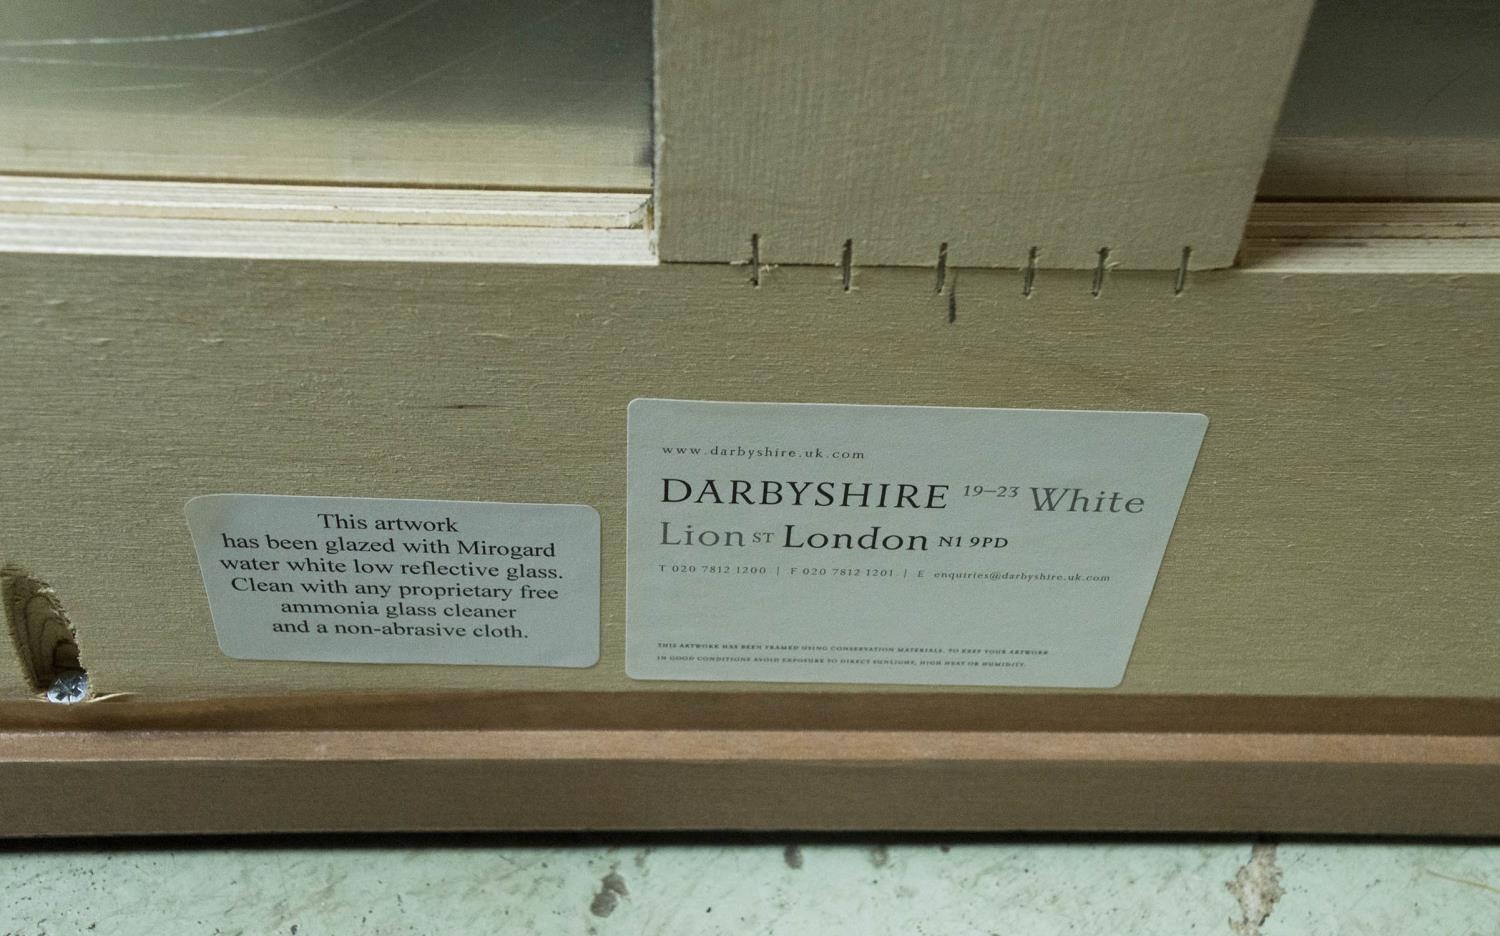 This artwork
has been glazed with Mirogard
water white low reflective glass.
Clean with any proprietary free
ammonia glass cleaner
and a non-abrasive cloth.
www.darbyshire.uk.com
DARBYSHIRE 19–23 White
Lion ST London N1 9PD
T 020 7812 1200 | F 020 7812 1201 | E enquiries@darbyshire.uk.com
THIS ARTWORK HAS BEEN FRAMED USING CONSERVATION MATERIALS. TO KEEP YOUR ARTWORK
IN GOOD CONDITIONS AVOID EXPOSURE TO DIRECT SUNLIGHT, HIGH HEAT OR HUMIDITY.